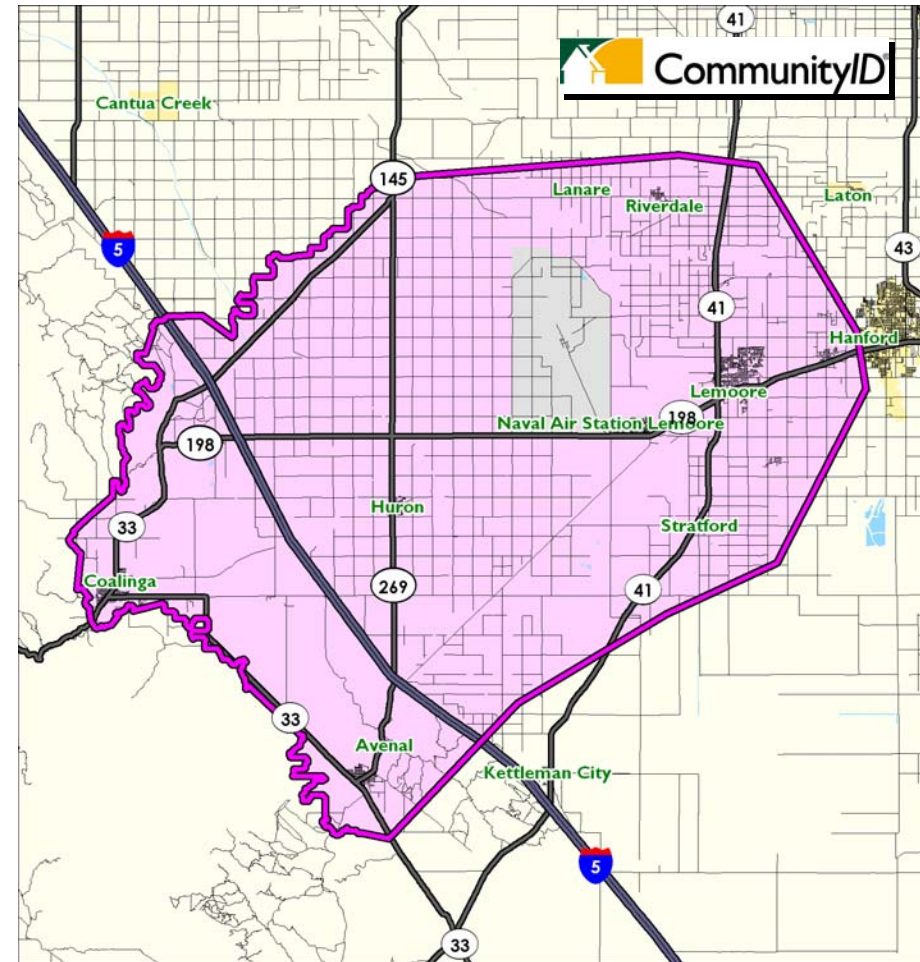 41
CommunityID
Cantua Creek
145
Lanare
Riverdale
Laton
5
43
41
Hanford
Lemoore
198
Naval Air Station Lemoore
198
Huron
33
Stratford
Coalinga
269
41
33
Avenal
Kettleman City
5
33